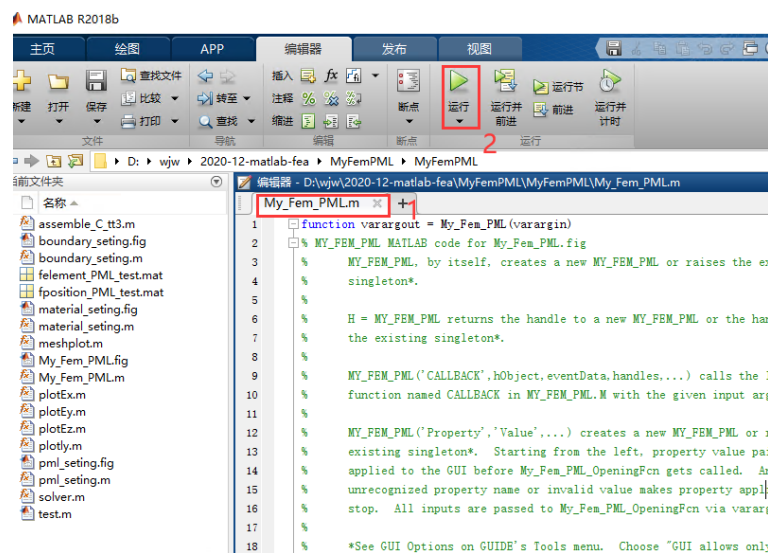 MATLAB R2018b
主页 绘图 APP 编辑器 发布 视图
新建 打开 保存 查找文件 比较 打印
文件
转至 查找
导航
插入 fx
注释
缩进
编辑
断点
断点
运行 运行并前进 运行节 前进 运行并计时
运行
2
D: wjw 2020-12-matlab-fea MyFemPML MyFemPML
当前文件夹
名称
assemble_C_tt3.m
boundary_seting.fig
boundary_seting.m
felement_PML_test.mat
fposition_PML_test.mat
material_seting.fig
material_seting.m
meshplot.m
My_Fem_PML.fig
My_Fem_PML.m
plotEx.m
plotEy.m
plotEz.m
plotly.m
pml_seting.fig
pml_seting.m
solver.m
test.m
编辑器 - D:\wjw\2020-12-matlab-fea\MyFemPML\MyFemPML\My_Fem_PML.m
My_Fem_PML.m × + 1
1 function varargout = My_Fem_PML(varargin)
2 % MY_FEM_PML MATLAB code for My_Fem_PML.fig
3 % MY_FEM_PML, by itself, creates a new MY_FEM_PML or raises the ex
4 % singleton*.
5 %
6 % H = MY_FEM_PML returns the handle to a new MY_FEM_PML or the han
7 % the existing singleton*.
8 %
9 % MY_FEM_PML('CALLBACK',hObject,eventData,handles,...) calls the l
10 % function named CALLBACK in MY_FEM_PML.M with the given input arg
11 %
12 % MY_FEM_PML('Property','Value',...) creates a new MY_FEM_PML or r
13 % existing singleton*. Starting from the left, property value pai
14 % applied to the GUI before My_Fem_PML_OpeningFcn gets called. An
15 % unrecognized property name or invalid value makes property appl
16 % stop. All inputs are passed to My_Fem_PML_OpeningFcn via vararg
17 %
18 % *See GUI Options on GUIDE's Tools menu. Choose "GUI allows only